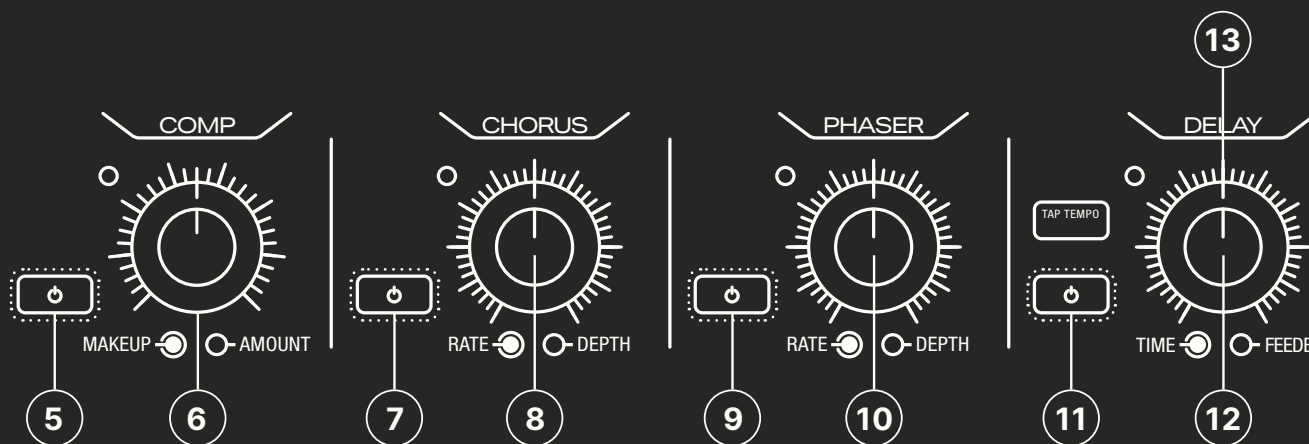 13
COMP
CHORUS
PHASER
DELAY
TAP TEMPO
MAKEUP AMOUNT
RATE DEPTH
RATE DEPTH
TIME FEEDB
5 6 7 8 9 10 11 12